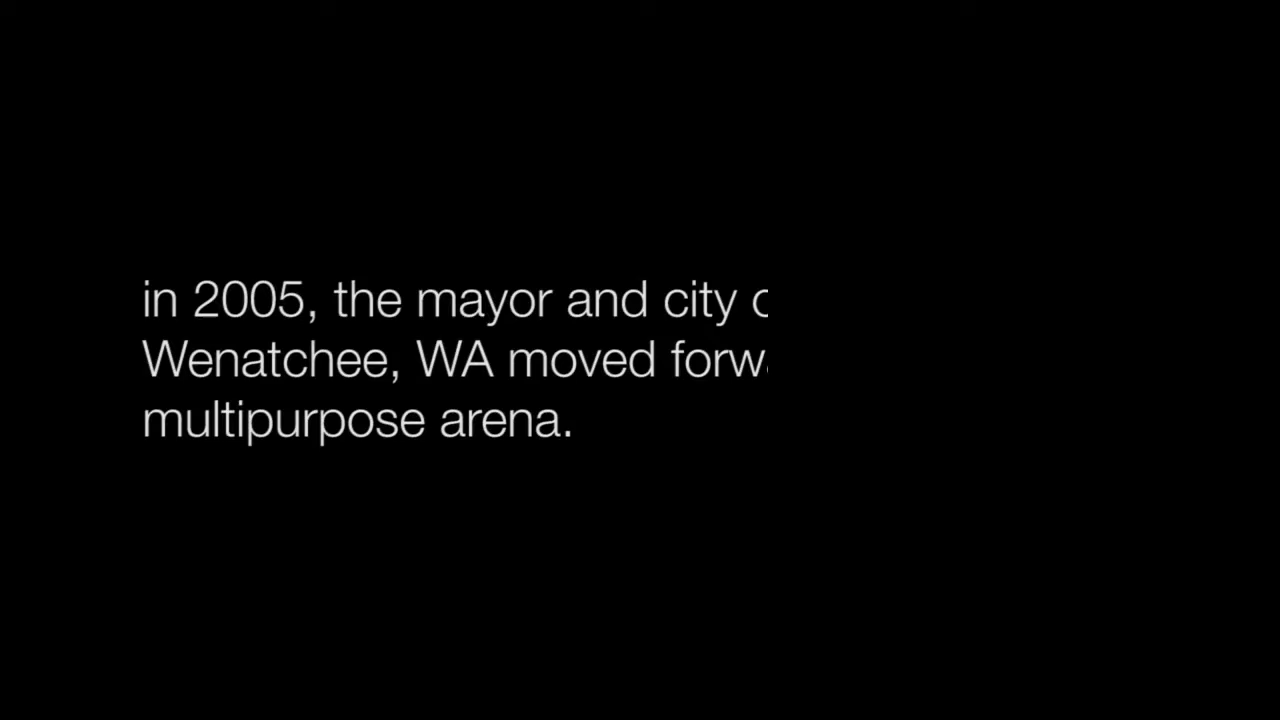 in 2005, the mayor and city
Wenatchee, WA moved
multipurpose arena.